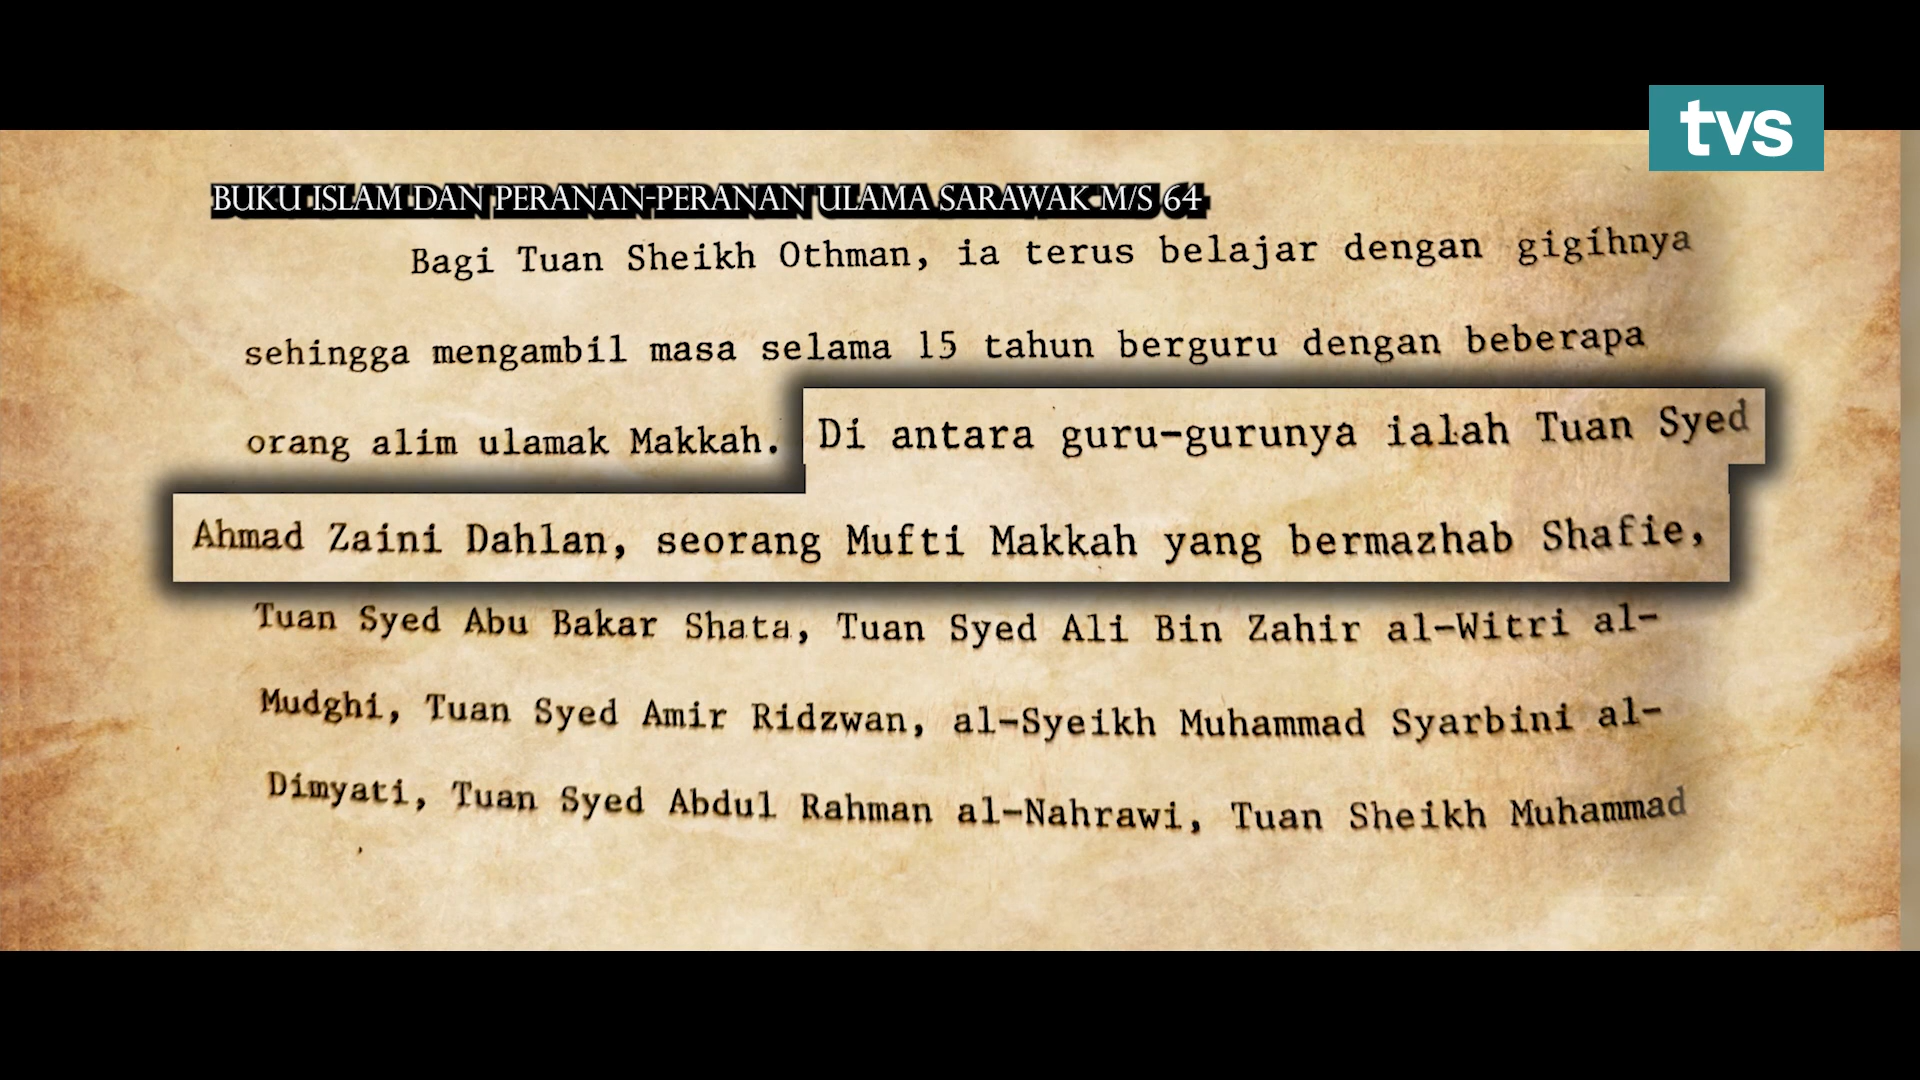 tvs
BUKU ISLAM DAN PERANAN-PERANAN ULAMA SARAWAK M/S 64
Bagi Tuan Sheikh Othman, ia terus belajar dengan gigihnya
sehingga mengambil masa selama 15 tahun berguru dengan beberapa
orang alim ulamak Makkah. Di antara guru-gurunya ialah Tuan Syed
Ahmad Zaini Dahlan, seorang Mufti Makkah yang bermazhab Shafie,
Tuan Syed Abu Bakar Shata, Tuan Syed Ali Bin Zahir al-Witri al-
Mudghi, Tuan Syed Amir Ridzwan, al-Syeikh Muhammad Syarbini al-
Dimyati, Tuan Syed Abdul Rahman al-Nahrawi, Tuan Sheikh Muhammad